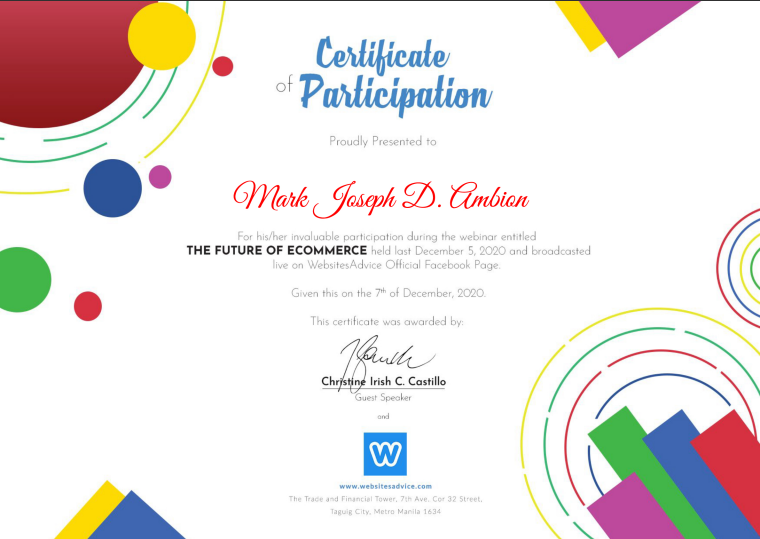 Certificate
of Participation
Proudly Presented to
Mark Joseph D. Ambion
For his/her invaluable participation during the webinar entitled
THE FUTURE OF ECOMMERCE held last December 5, 2020 and broadcasted
live on WebsitesAdvice Official Facebook Page.
Given this on the 7th of December, 2020.
This certificate was awarded by:
Christine Irish C. Castillo
Guest Speaker
and
W
www.websitesadvice.com
The Trade and Financial Tower, 7th Ave. Cor 32 Street,
Taguig City, Metro Manila 1634